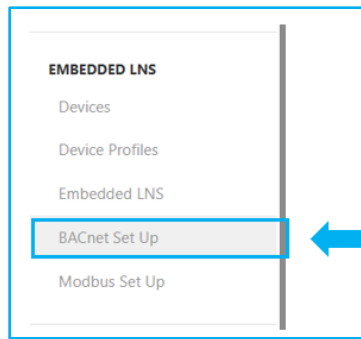 EMBEDDED LNS
Devices
Device Profiles
Embedded LNS
BACnet Set Up
Modbus Set Up